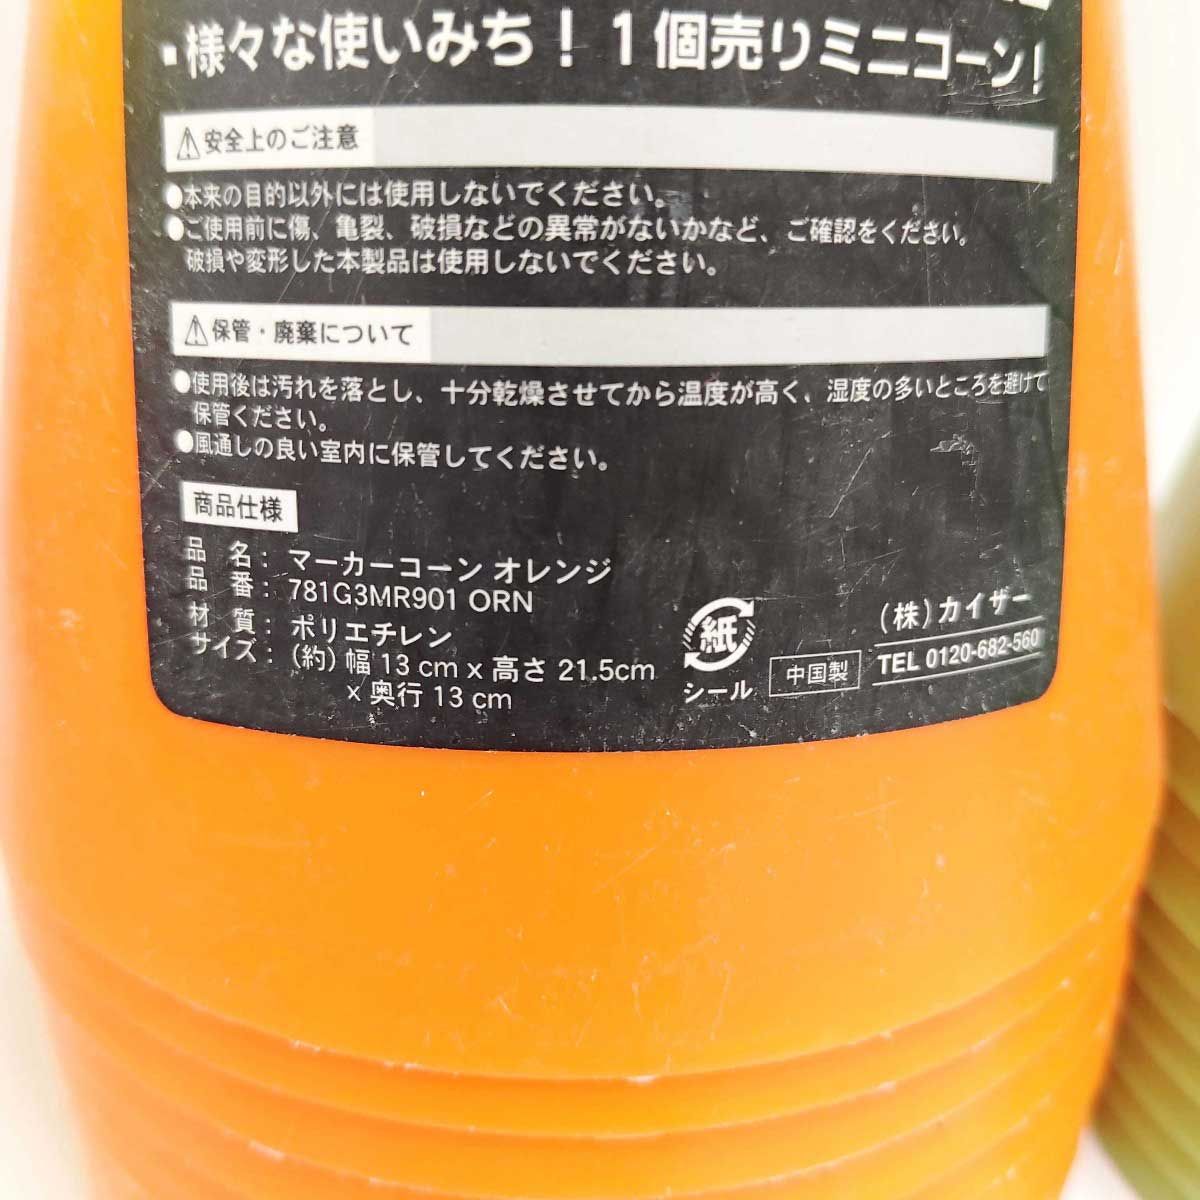 ・様々な使いみち！１個売りミニコーン！
⚠安全上のご注意
●本来の目的以外には使用しないでください。
●ご使用前に傷、亀裂、破損などの異常がないかなど、ご確認をください。
破損や変形した本製品は使用しないでください。
⚠保管・廃棄について
●使用後は汚れを落とし、十分乾燥させてから温度が高く、湿度の多いところを避けて
保管ください。
●風通しの良い室内に保管してください。
商品仕様
品名：マーカーコーン オレンジ
品番：781G3MR901 ORN
材質：ポリエチレン
サイズ：(約)幅 13 cm x 高さ 21.5cm
x 奥行 13 cm
紙
シール
中国製
(株)カイザー
TEL 0120-682-560